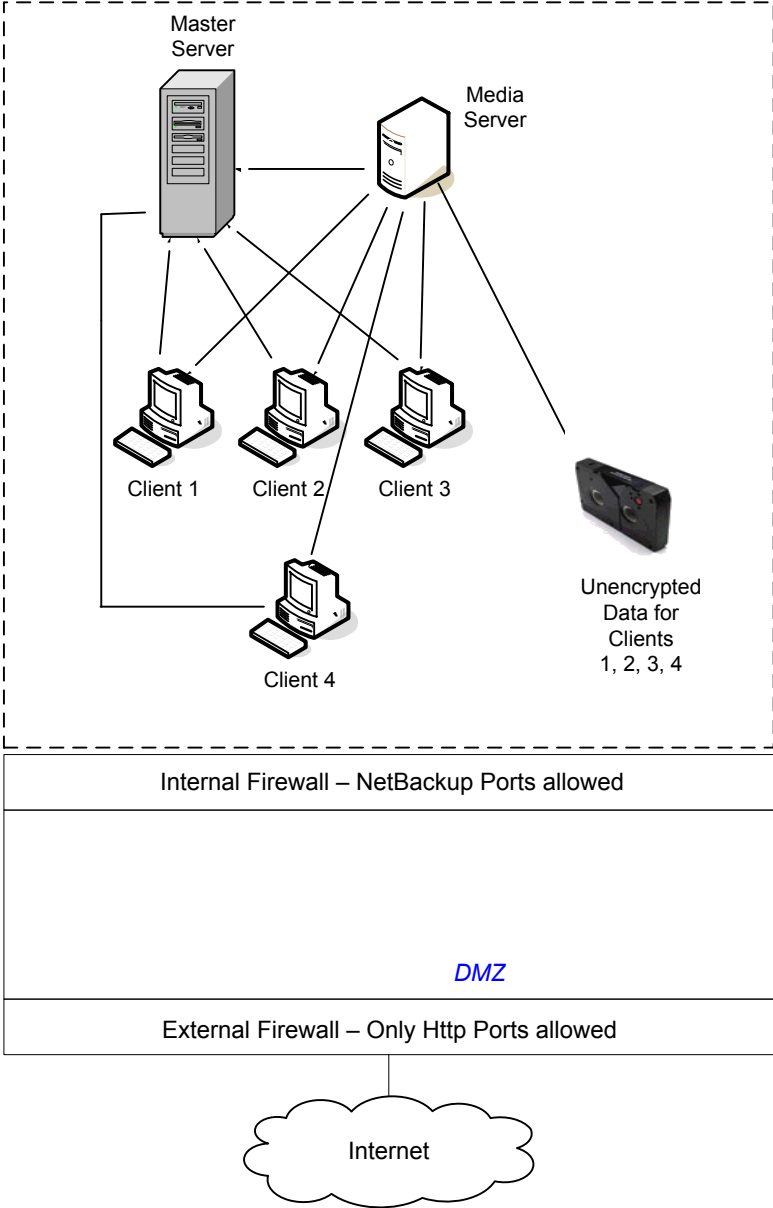 Master
Server
Media
Server
Client 1
Client 2
Client 3
Client 4
Unencrypted
Data for
Clients
1, 2, 3, 4
Internal Firewall – NetBackup Ports allowed
DMZ
External Firewall – Only Http Ports allowed
Internet